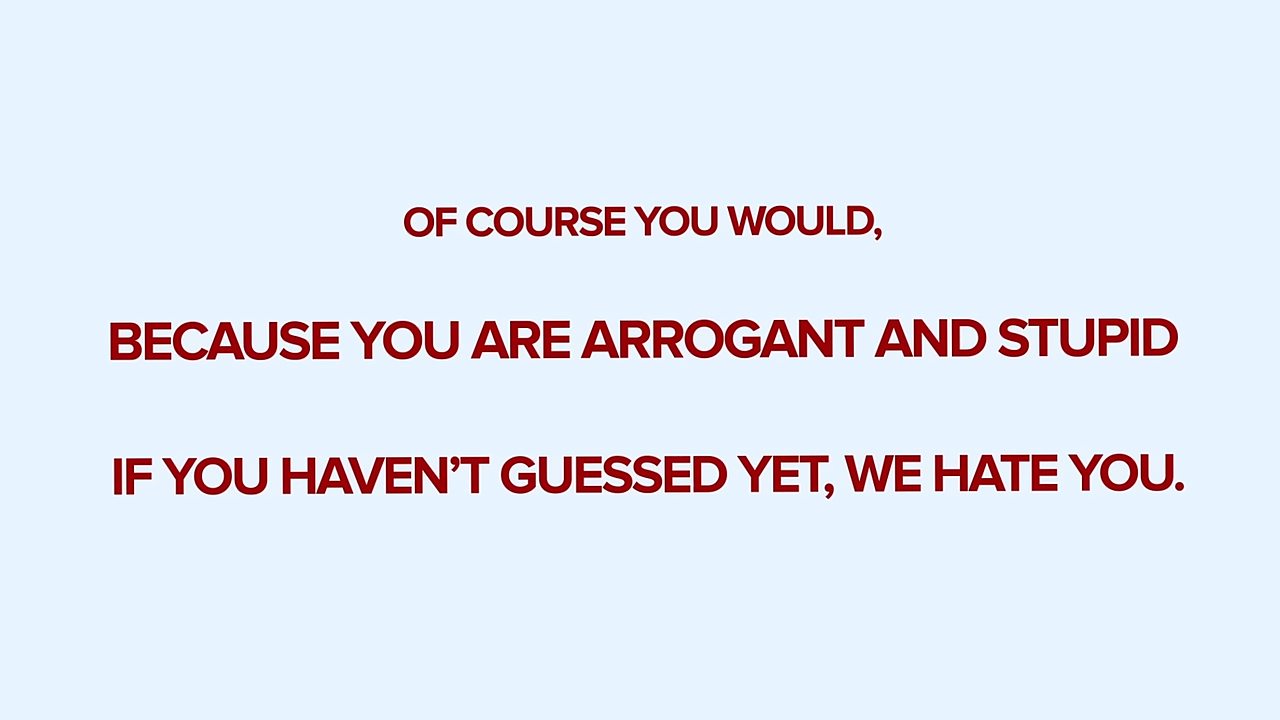 OF COURSE YOU WOULD,
BECAUSE YOU ARE ARROGANT AND STUPID
IF YOU HAVEN’T GUESSED YET, WE HATE YOU.